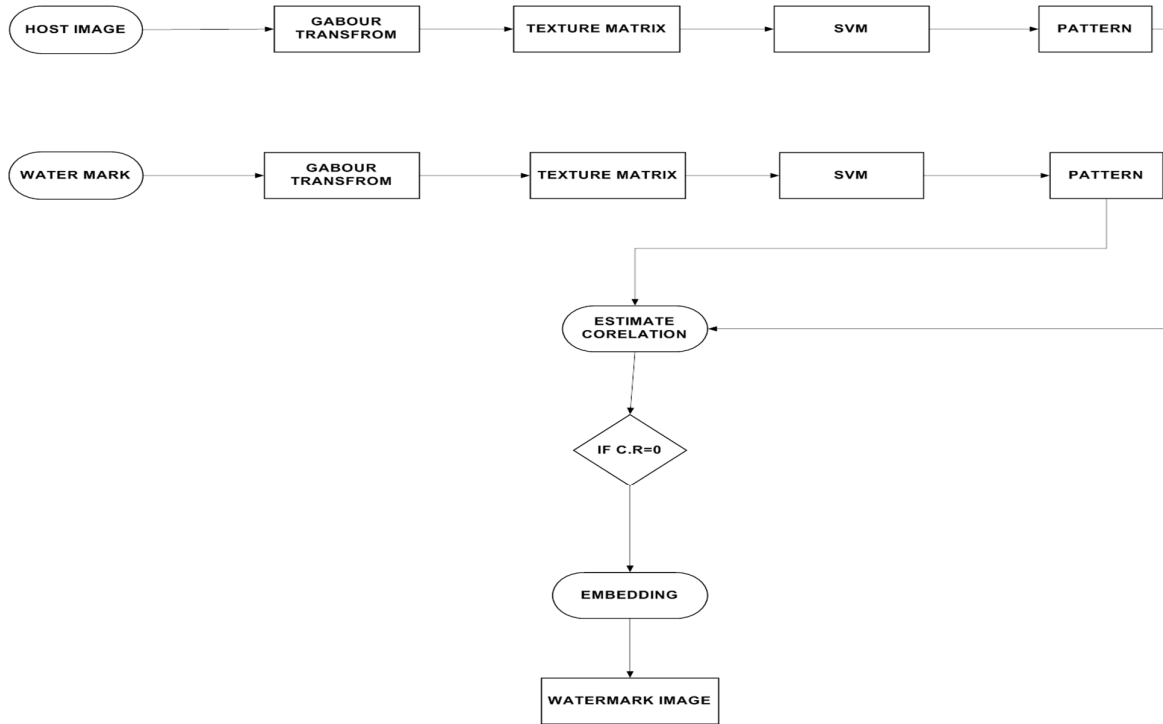 HOST IMAGE
GABOUR
TRANSFROM
TEXTURE MATRIX
SVM
PATTERN
WATER MARK
GABOUR
TRANSFROM
TEXTURE MATRIX
SVM
PATTERN
ESTIMATE
CORELATION
IF C.R=0
EMBEDDING
WATERMARK IMAGE